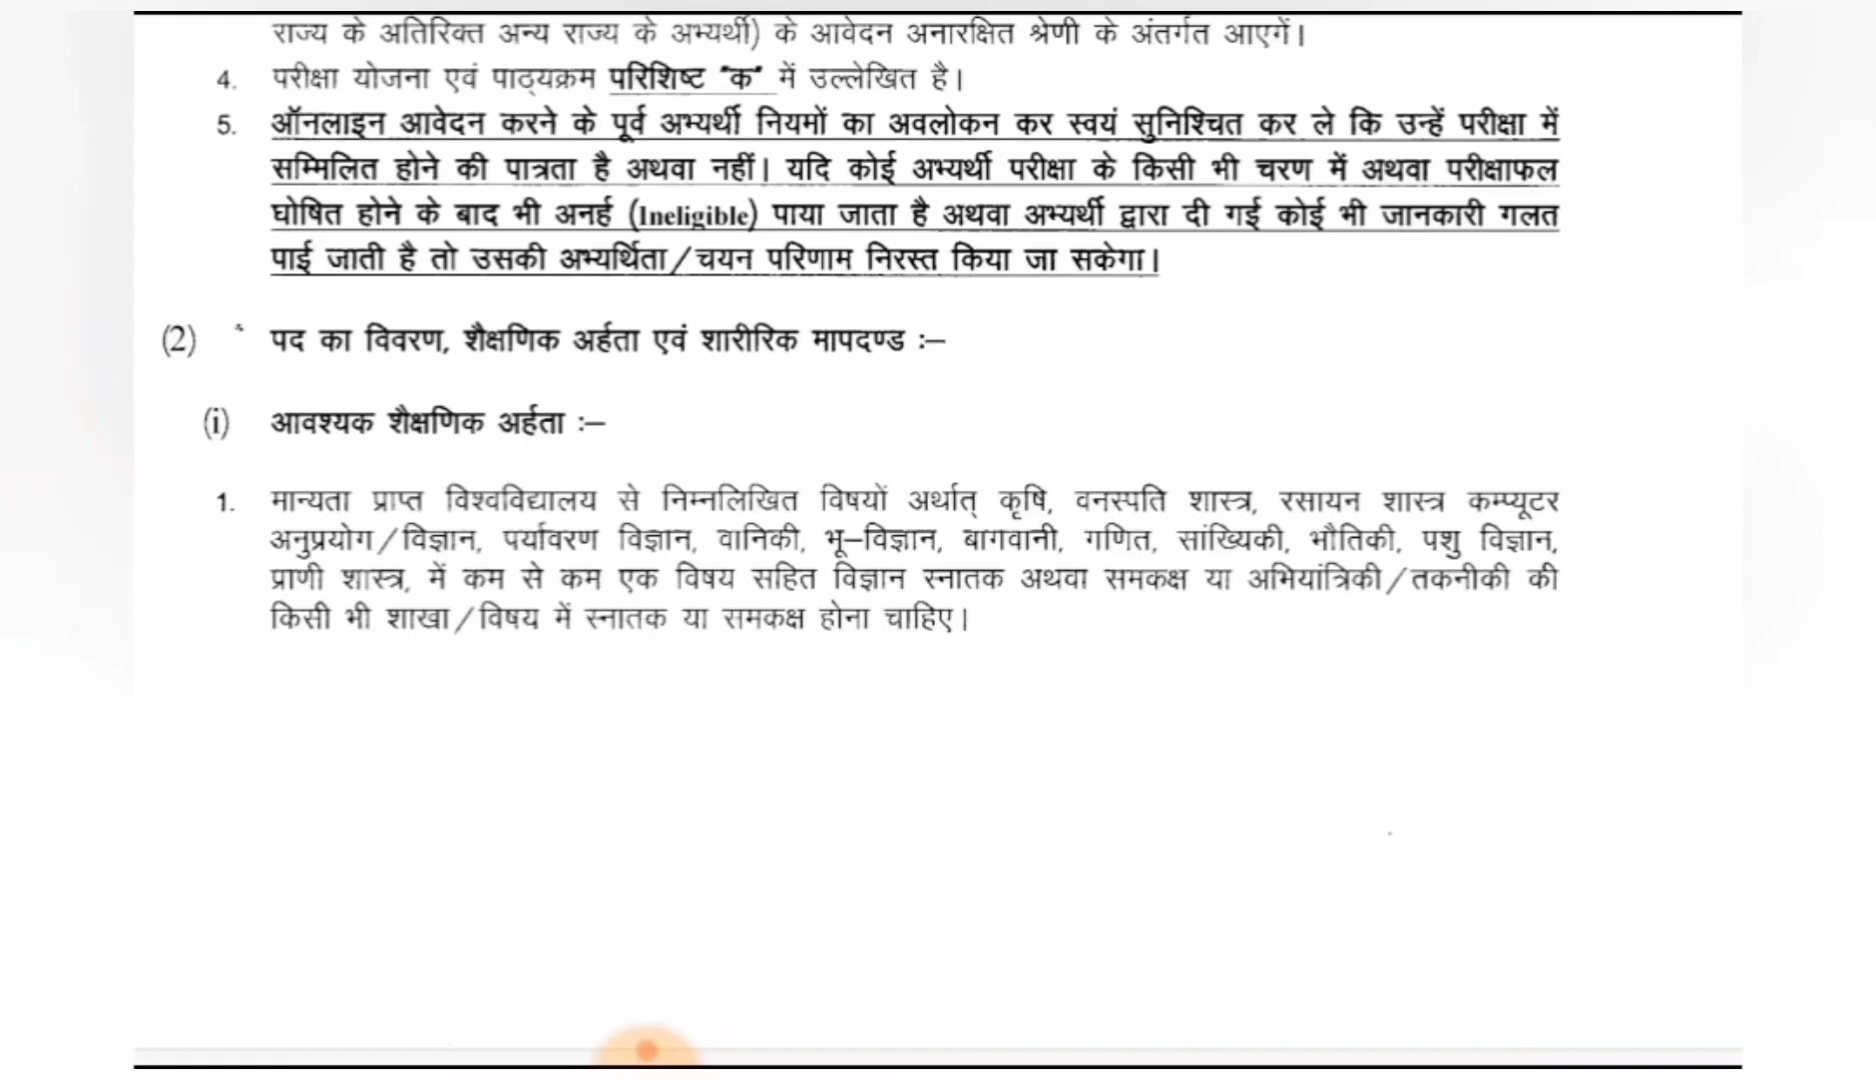 राज्य के अतिरिक्त अन्य राज्य के अभ्यर्थी) के आवेदन अनारक्षित श्रेणी के अंतर्गत आएगें।
4. परीक्षा योजना एवं पाठ्यक्रम परिशिष्ट "क" में उल्लेखित है।
5. ऑनलाइन आवेदन करने के पूर्व अभ्यर्थी नियमों का अवलोकन कर स्वयं सुनिश्चित कर ले कि उन्हें परीक्षा में
सम्मिलित होने की पात्रता है अथवा नहीं। यदि कोई अभ्यर्थी परीक्षा के किसी भी चरण में अथवा परीक्षाफल
घोषित होने के बाद भी अनर्ह (Ineligible) पाया जाता है अथवा अभ्यर्थी द्वारा दी गई कोई भी जानकारी गलत
पाई जाती है तो उसकी अभ्यर्थिता/चयन परिणाम निरस्त किया जा सकेगा।
(2) पद का विवरण, शैक्षणिक अर्हता एवं शारीरिक मापदण्ड :–
(i) आवश्यक शैक्षणिक अर्हता :–
1. मान्यता प्राप्त विश्वविद्यालय से निम्नलिखित विषयों अर्थात् कृषि, वनस्पति शास्त्र, रसायन शास्त्र कम्प्यूटर
अनुप्रयोग/विज्ञान, पर्यावरण विज्ञान, वानिकी, भू–विज्ञान, बागवानी, गणित, सांख्यिकी, भौतिकी, पशु विज्ञान,
प्राणी शास्त्र, में कम से कम एक विषय सहित विज्ञान स्नातक अथवा समकक्ष या अभियांत्रिकी/तकनीकी की
किसी भी शाखा/विषय में स्नातक या समकक्ष होना चाहिए।